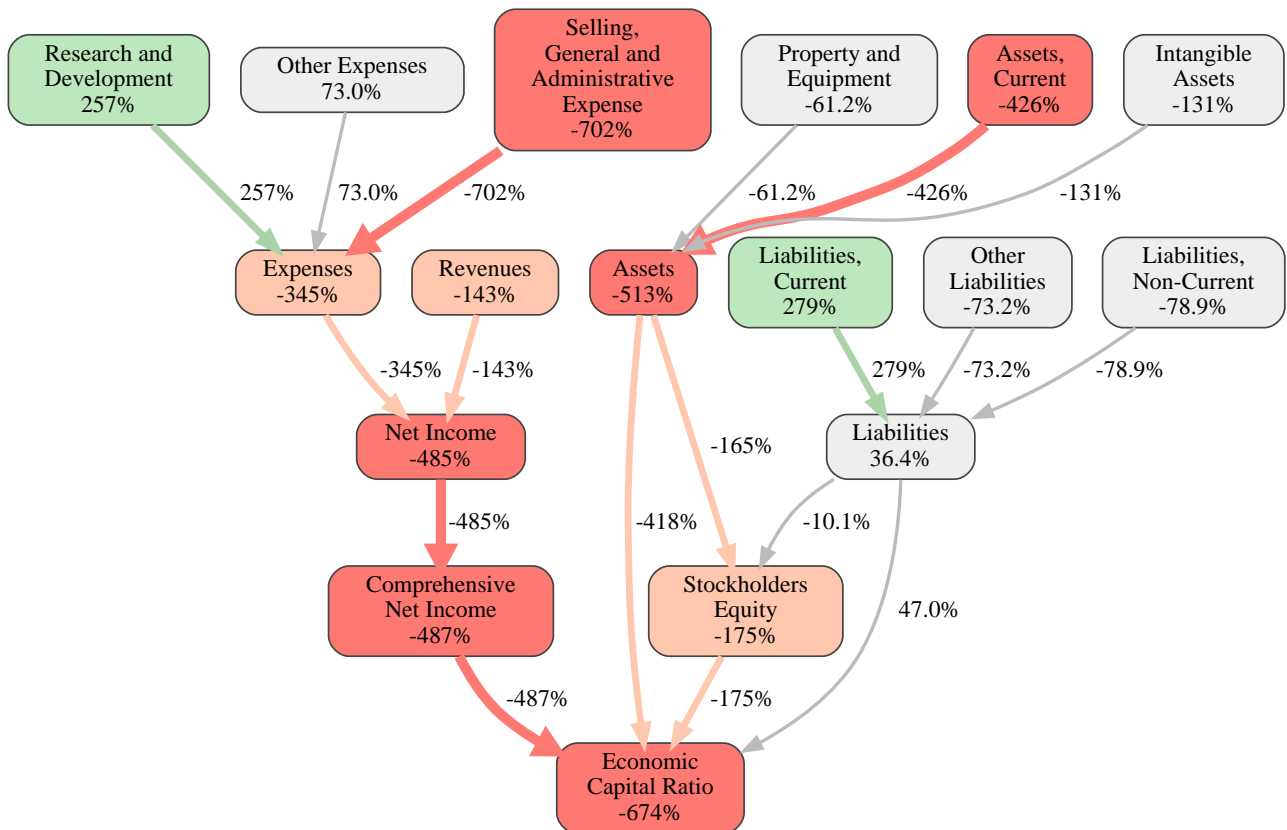 Research and
Development
257%
Other Expenses
73.0%
Selling,
General and
Administrative
Expense
-702%
Property and
Equipment
-61.2%
Assets,
Current
-426%
Intangible
Assets
-131%
257%
73.0%
-702%
-61.2%
-426%
-131%
Expenses
-345%
Revenues
-143%
Assets
-513%
Liabilities,
Current
279%
Other
Liabilities
-73.2%
Liabilities,
Non-Current
-78.9%
-345%
-143%
279%
-73.2%
-78.9%
Net Income
-485%
-165%
Liabilities
36.4%
-485%
-418%
-10.1%
Comprehensive
Net Income
-487%
Stockholders
Equity
-175%
47.0%
-487%
-175%
Economic
Capital Ratio
-674%